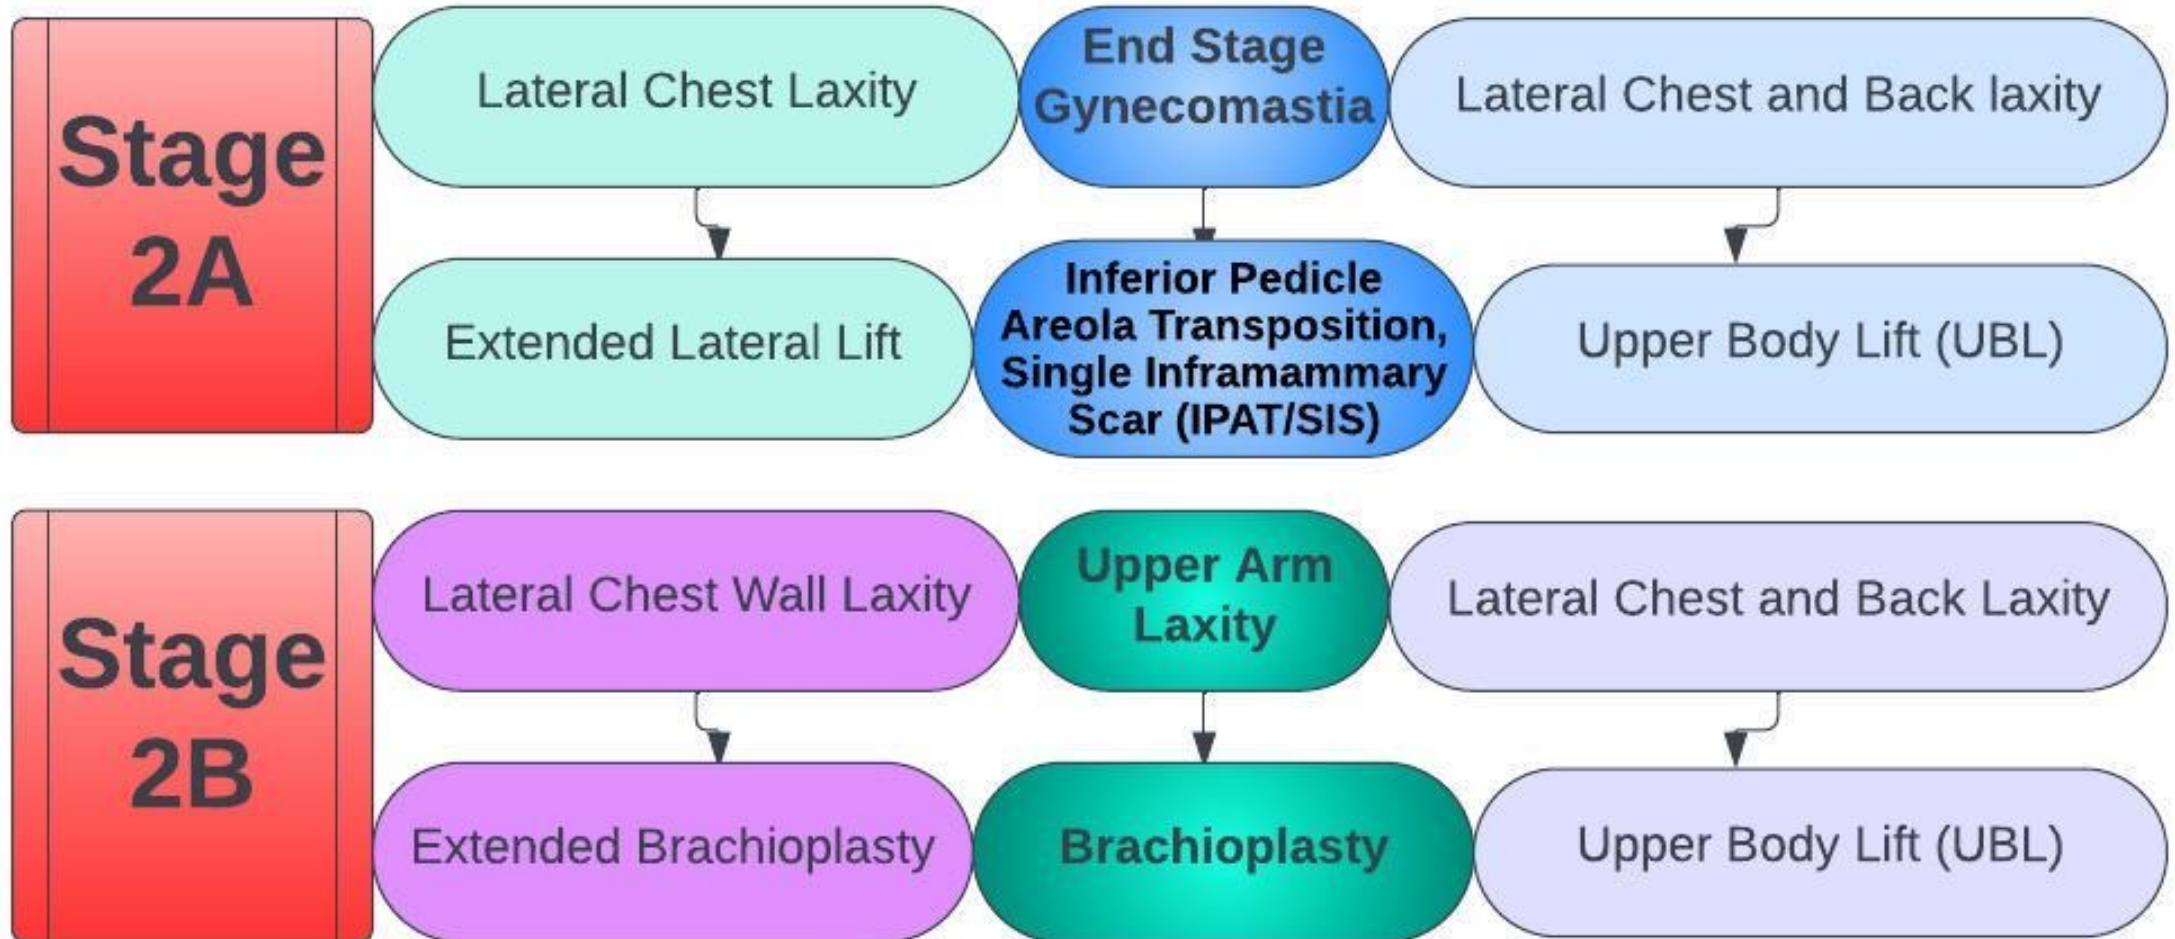 Stage
2A
Lateral Chest Laxity
End Stage
Gynecomastia
Lateral Chest and Back laxity
Extended Lateral Lift
Inferior Pedicle
Areola Transposition,
Single Inframammary
Scar (IPAT/SIS)
Upper Body Lift (UBL)
Stage
2B
Lateral Chest Wall Laxity
Upper Arm
Laxity
Lateral Chest and Back Laxity
Extended Brachioplasty
Brachioplasty
Upper Body Lift (UBL)